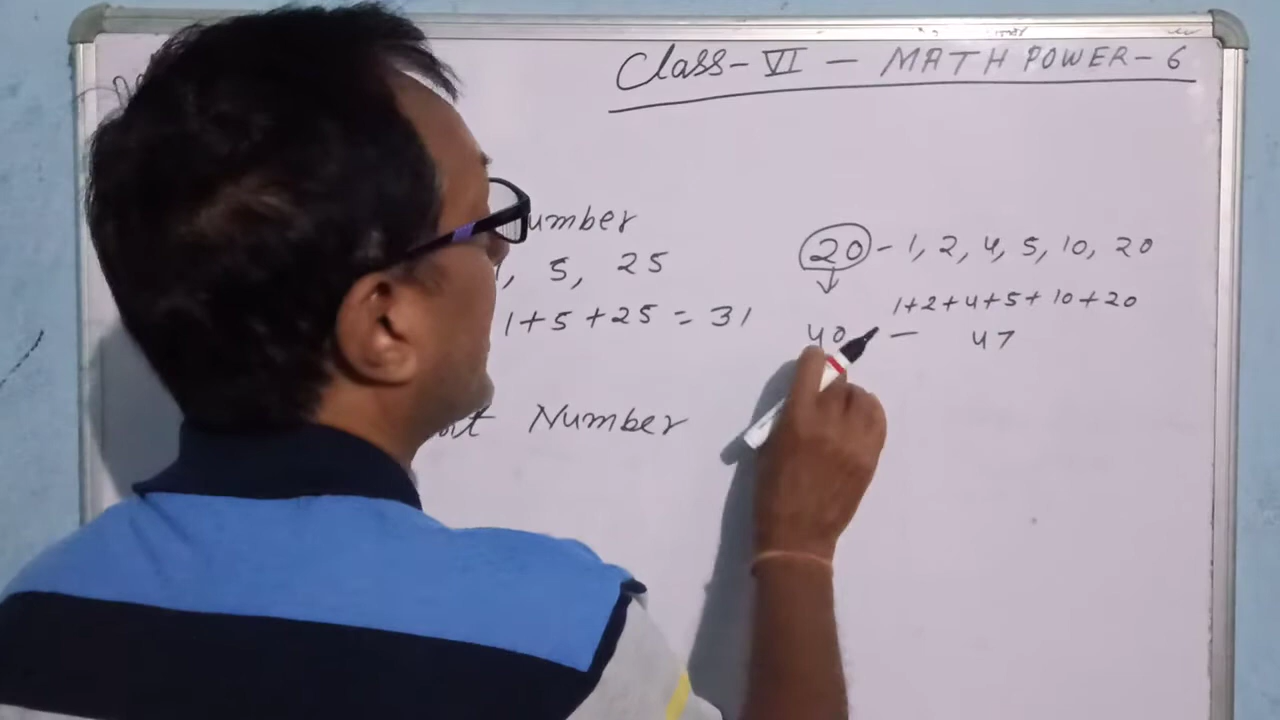 Class-VI - MATH POWER-6
umber
1, 5, 25
1+5+25 = 31
Number
20 - 1, 2, 4, 5, 10, 20
1+2+4+5+10+20
40 - 47